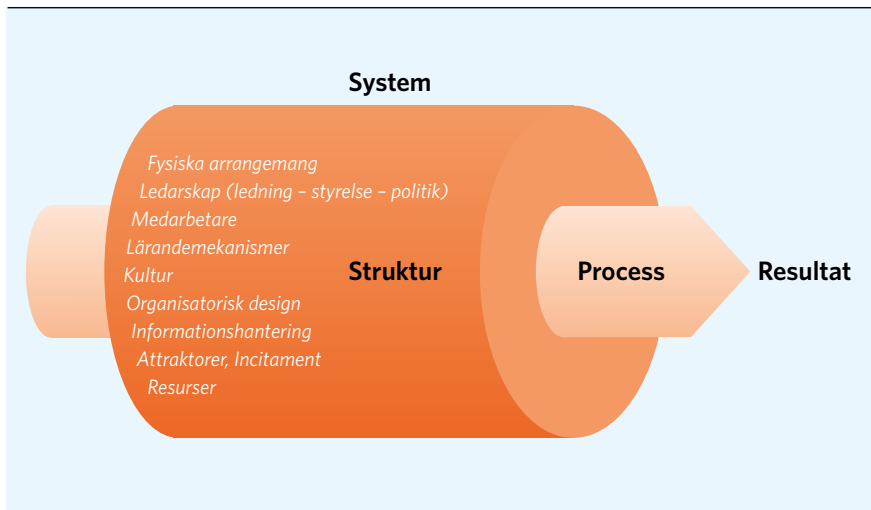 System
Fysiska arrangemang
Ledarskap (ledning – styrelse – politik)
Medarbetare
Lärandemekanismer
Kultur
Organisatorisk design
Informationshantering
Attraktorer, Incitament
Resurser
Struktur
Process
Resultat